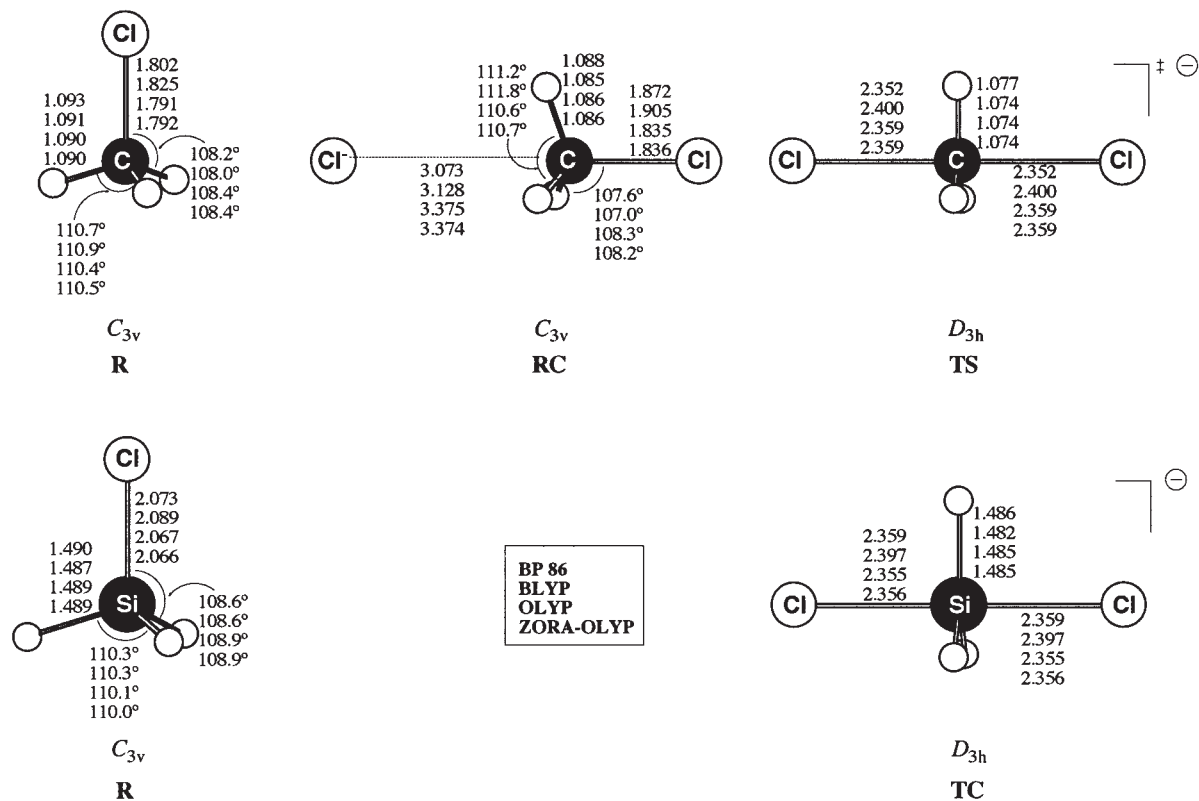 Cl
1.802
1.825
1.791
1.792
1.093
1.091
1.090
1.090
C
108.2°
108.0°
108.4°
108.4°
110.7°
110.9°
110.4°
110.5°
C3v
R
111.2°
111.8°
110.6°
110.7°
1.088
1.085
1.086
1.086
1.872
1.905
1.835
1.836
Cl-
C
Cl
3.073
3.128
3.375
3.374
107.6°
107.0°
108.3°
108.2°
C3v
RC
‡ ⊖
2.352
2.400
2.359
2.359
1.077
1.074
1.074
1.074
Cl
C
Cl
2.352
2.400
2.359
2.359
D3h
TS
Cl
2.073
2.089
2.067
2.066
1.490
1.487
1.489
1.489
Si
108.6°
108.6°
108.9°
108.9°
110.3°
110.3°
110.1°
110.0°
C3v
R
BP 86
BLYP
OLYP
ZORA-OLYP
⊖
2.359
2.397
2.355
2.356
1.486
1.482
1.485
1.485
Cl
Si
Cl
2.359
2.397
2.355
2.356
D3h
TC